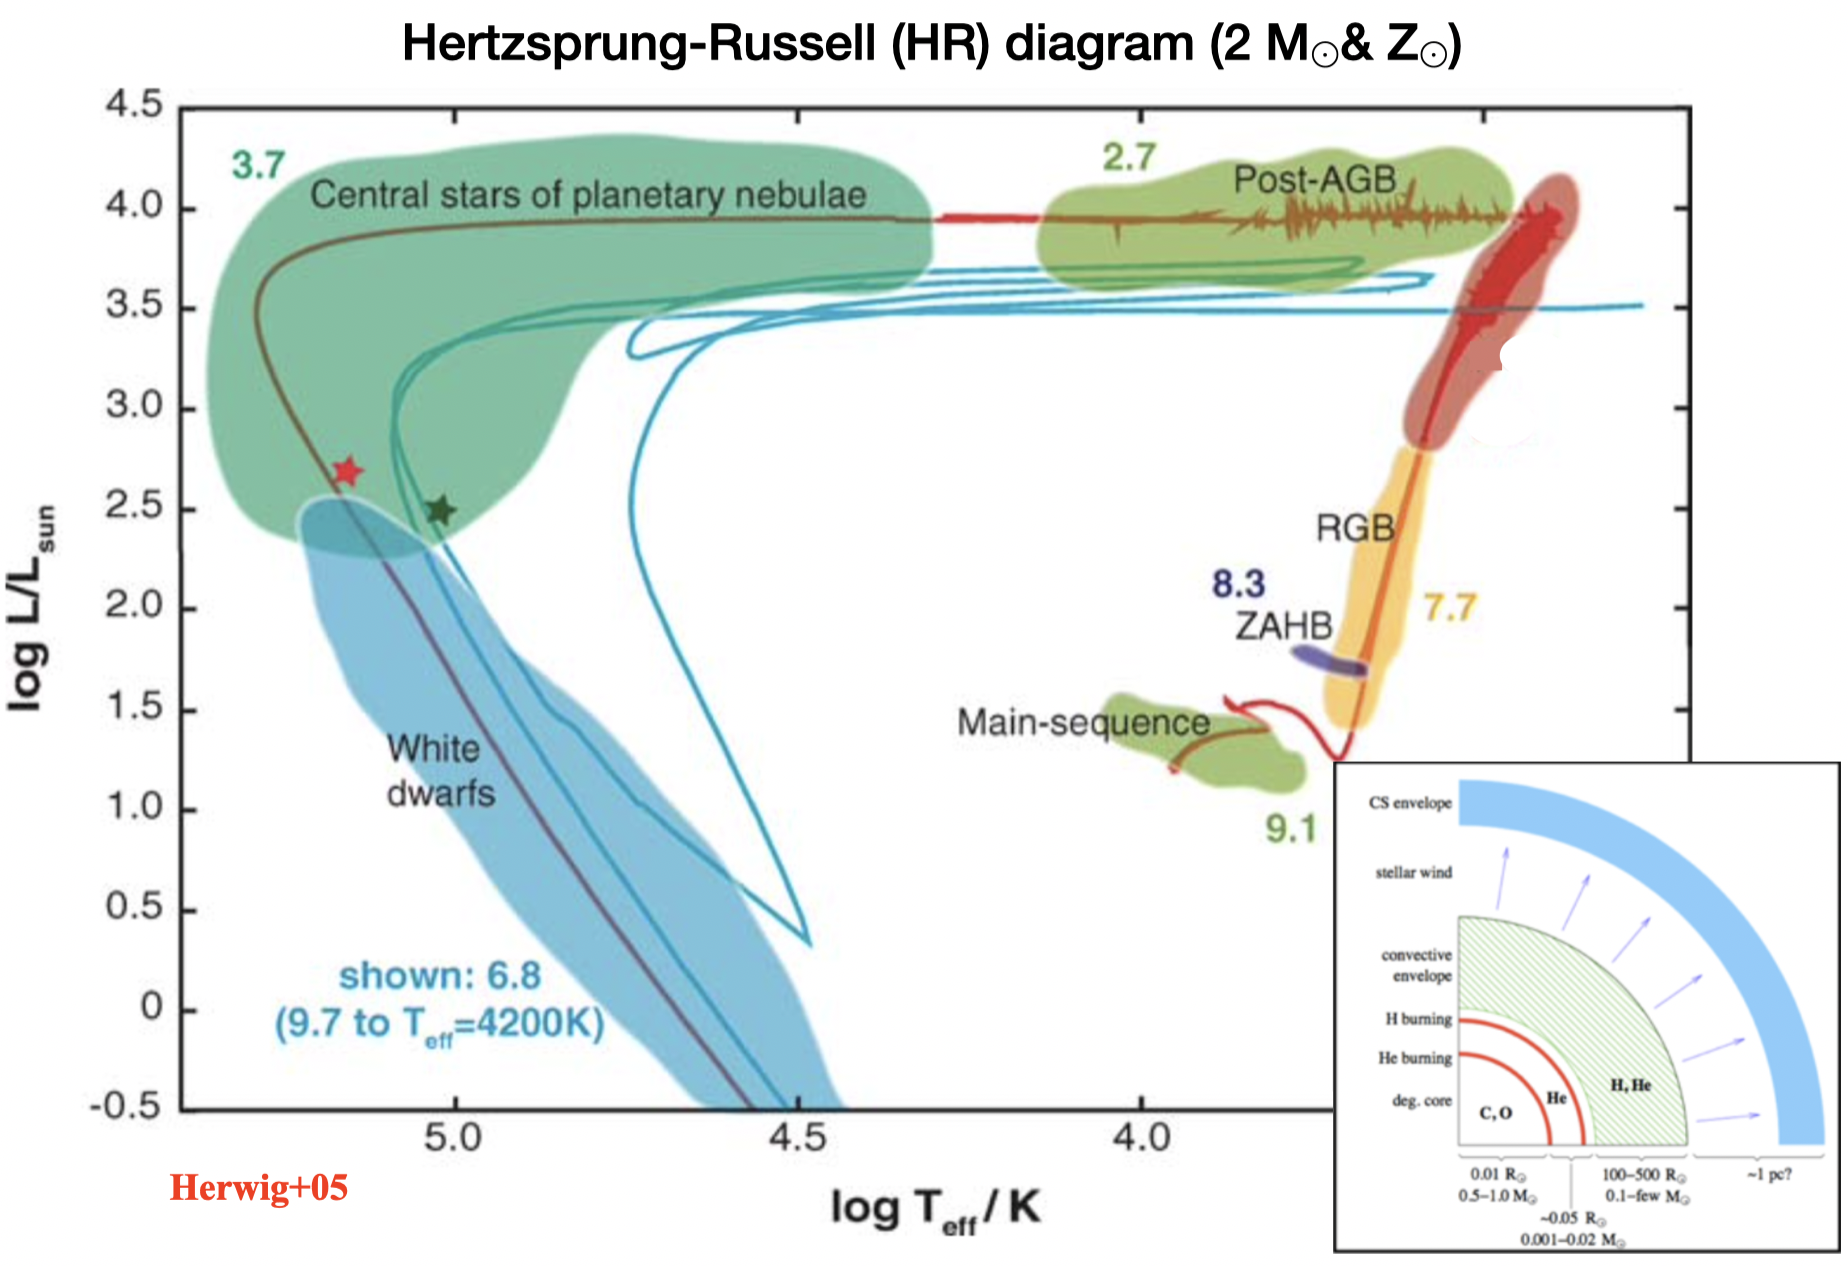 Hertzsprung-Russell (HR) diagram (2 M☉& Z☉)
4.5
4.0
3.5
3.0
2.5
2.0
1.5
1.0
0.5
0
-0.5
log L/Lsun
3.7
Central stars of planetary nebulae
2.7
Post-AGB
RGB
8.3
ZAHB
7.7
Main-sequence
9.1
White
dwarfs
shown: 6.8
(9.7 to Teff=4200K)
5.0
4.5
4.0
log Teff / K
Herwig+05
CS envelope
stellar wind
convective
envelope
H burning
He burning
deg. core
C, O
He
H, He
0.01 R☉
0.5–1.0 M☉
~0.05 R☉
0.001–0.02 M☉
100–500 R☉
0.1–few M☉
~1 pc?